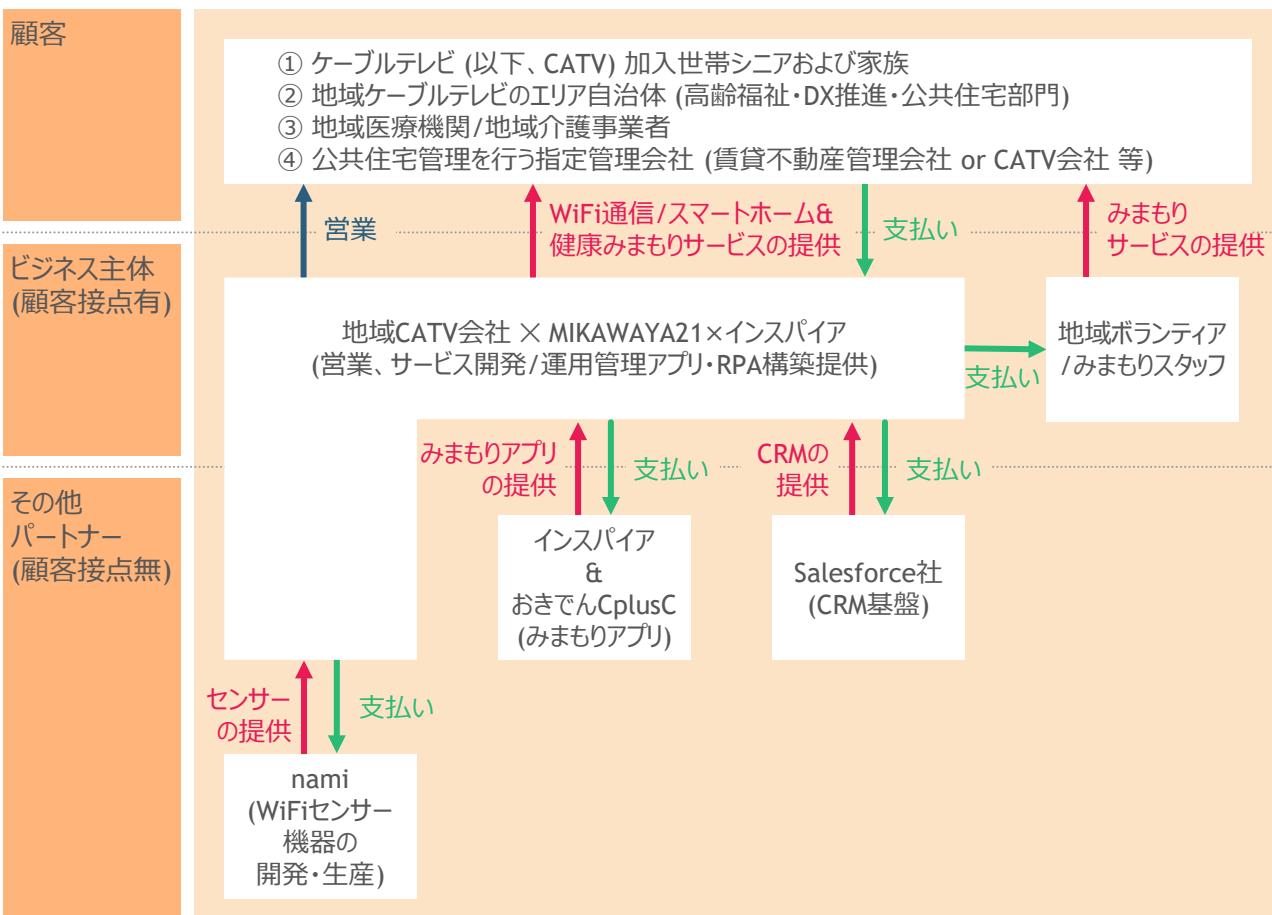 顧客
① ケーブルテレビ (以下、CATV) 加入世帯シニアおよび家族
② 地域ケーブルテレビのエリア自治体 (高齢福祉・DX推進・公共住宅部門)
③ 地域医療機関/地域介護事業者
④ 公共住宅管理を行う指定管理会社 (賃貸不動産管理会社 or CATV会社 等)
営業
WiFi通信/スマートホーム&
健康みまもりサービスの提供
支払い
みまもり
サービスの提供
ビジネス主体
(顧客接点有)
地域CATV会社 × MIKAWAYA21×インスパイア
(営業、サービス開発/運用管理アプリ・RPA構築提供)
支払い
地域ボランティア
/みまもりスタッフ
みまもりアプリ
の提供
支払い
CRMの
提供
支払い
その他
パートナー
(顧客接点無)
インスパイア
&
おきでんCplusC
(みまもりアプリ)
Salesforce社
(CRM基盤)
センサー
の提供
支払い
nami
(WiFiセンサー
機器の
開発・生産)